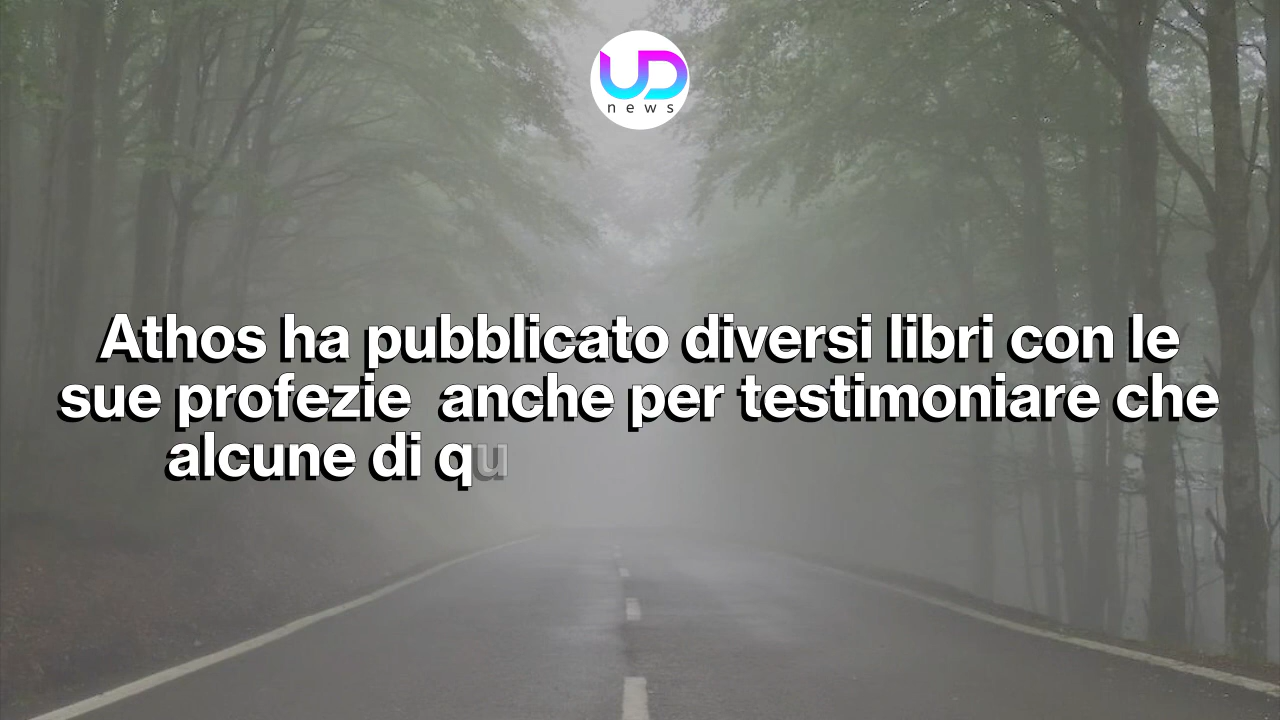 UD
news
Athos ha pubblicato diversi libri con le
sue profezie  anche per testimoniare che
alcune di qu